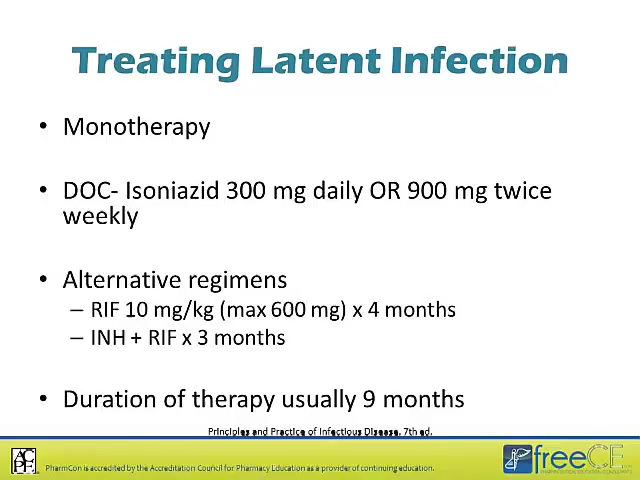 Treating Latent Infection
• Monotherapy
• DOC- Isoniazid 300 mg daily OR 900 mg twice
weekly
• Alternative regimens
– RIF 10 mg/kg (max 600 mg) x 4 months
– INH + RIF x 3 months
• Duration of therapy usually 9 months
Principles and Practice of Infectious Disease, 7th ed.
PharmCon is accredited by the Accreditation Council for Pharmacy Education as a provider of continuing education.
freeCE